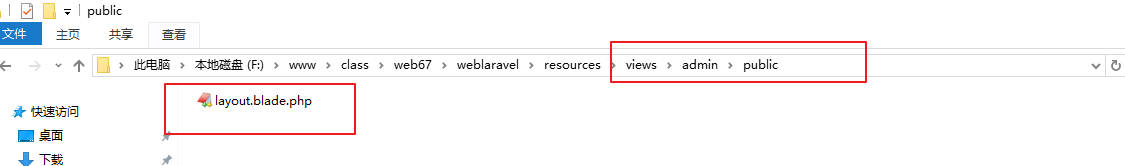 public
文件 主页 共享 查看
此电脑 本地磁盘 (F:) www class web67 weblaravel resources views admin public
快速访问
layout.blade.php
桌面
下载